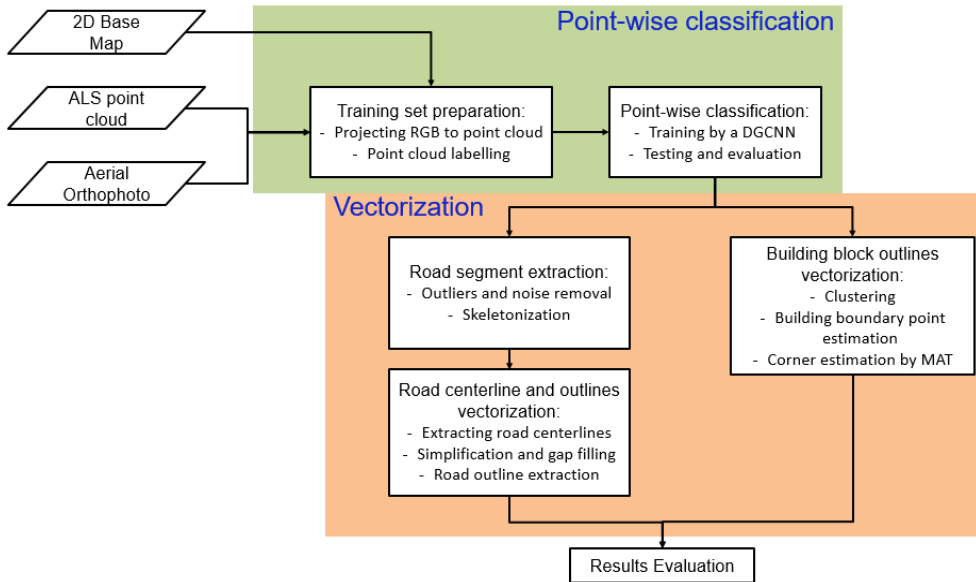 2D Base
Map
ALS point
cloud
Aerial
Orthophoto
Point-wise classification
Training set preparation:
- Projecting RGB to point cloud
- Point cloud labelling
Point-wise classification:
- Training by a DGCNN
- Testing and evaluation
Vectorization
Road segment extraction:
- Outliers and noise removal
- Skeletonization
Road centerline and outlines
vectorization:
- Extracting road centerlines
- Simplification and gap filling
- Road outline extraction
Building block outlines
vectorization:
- Clustering
- Building boundary point
estimation
- Corner estimation by MAT
Results Evaluation